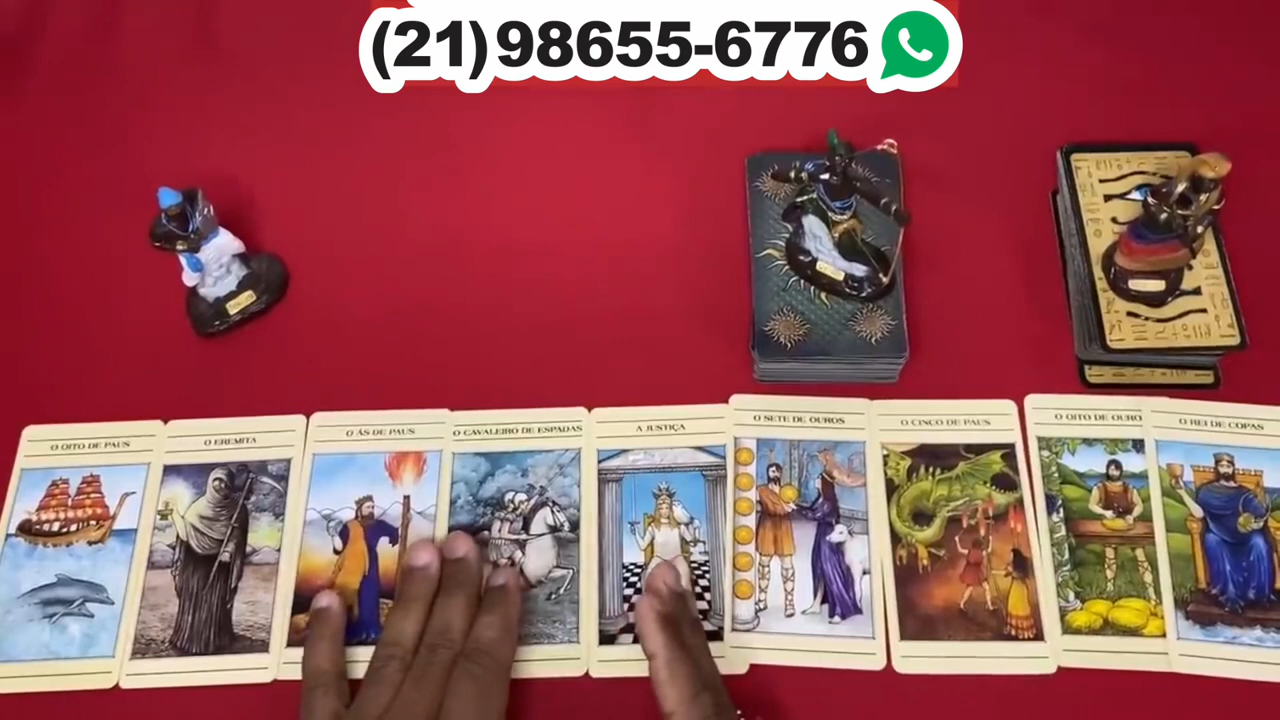 (21) 98655-6776
O OITO DE PAUS
O EREMITA
O ÁS DE PAUS
O CAVALEIRO DE ESPADAS
A JUSTIÇA
O SETE DE OUROS
O CINCO DE PAUS
O OITO DE OURO
O REI DE COPAS